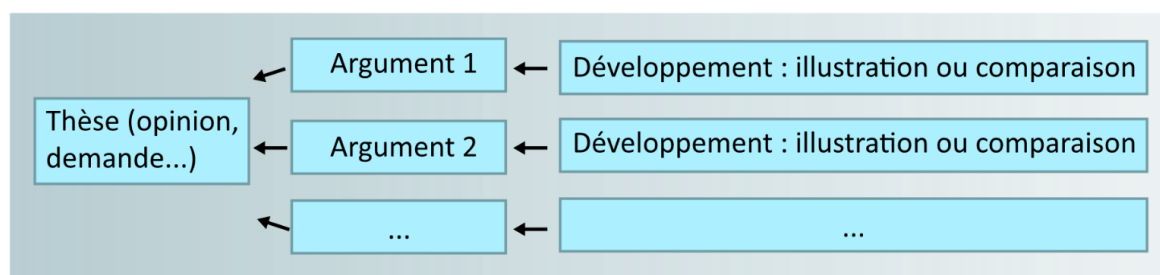 Argument 1
Développement : illustration ou comparaison
Thèse (opinion,
demande...)
Argument 2
Développement : illustration ou comparaison
...
...